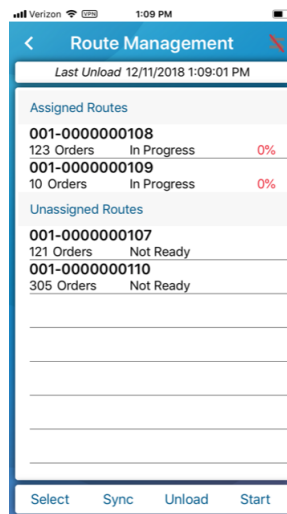 Verizon VPN 1:09 PM
Route Management
Last Unload 12/11/2018 1:09:01 PM
Assigned Routes
001-0000000108
123 Orders In Progress 0%
001-0000000109
10 Orders In Progress 0%
Unassigned Routes
001-0000000107
121 Orders Not Ready
001-0000000110
305 Orders Not Ready
Select Sync Unload Start